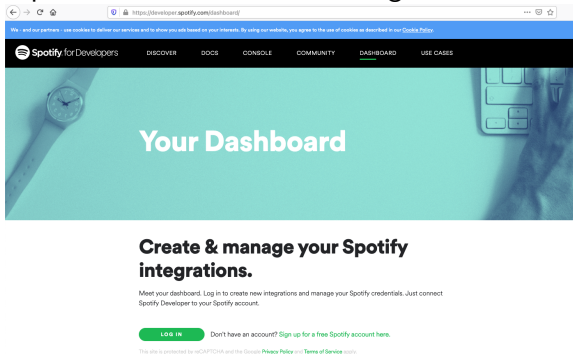 https://developer.spotify.com/dashboard/
We - and our partners - use cookies to deliver our services and to show you ads based on your interests. By using our website, you agree to the use of cookies as described in our Cookie Policy.
Spotify for Developers DISCOVER DOCS CONSOLE COMMUNITY DASHBOARD USE CASES
Your Dashboard
Create & manage your Spotify
integrations.
Meet your dashboard. Log in to create new integrations and manage your Spotify credentials. Just connect
Spotify Developer to your Spotify account.
LOG IN Don't have an account? Sign up for a free Spotify account here.
This site is protected by reCAPTCHA and the Google Privacy Policy and Terms of Service apply.